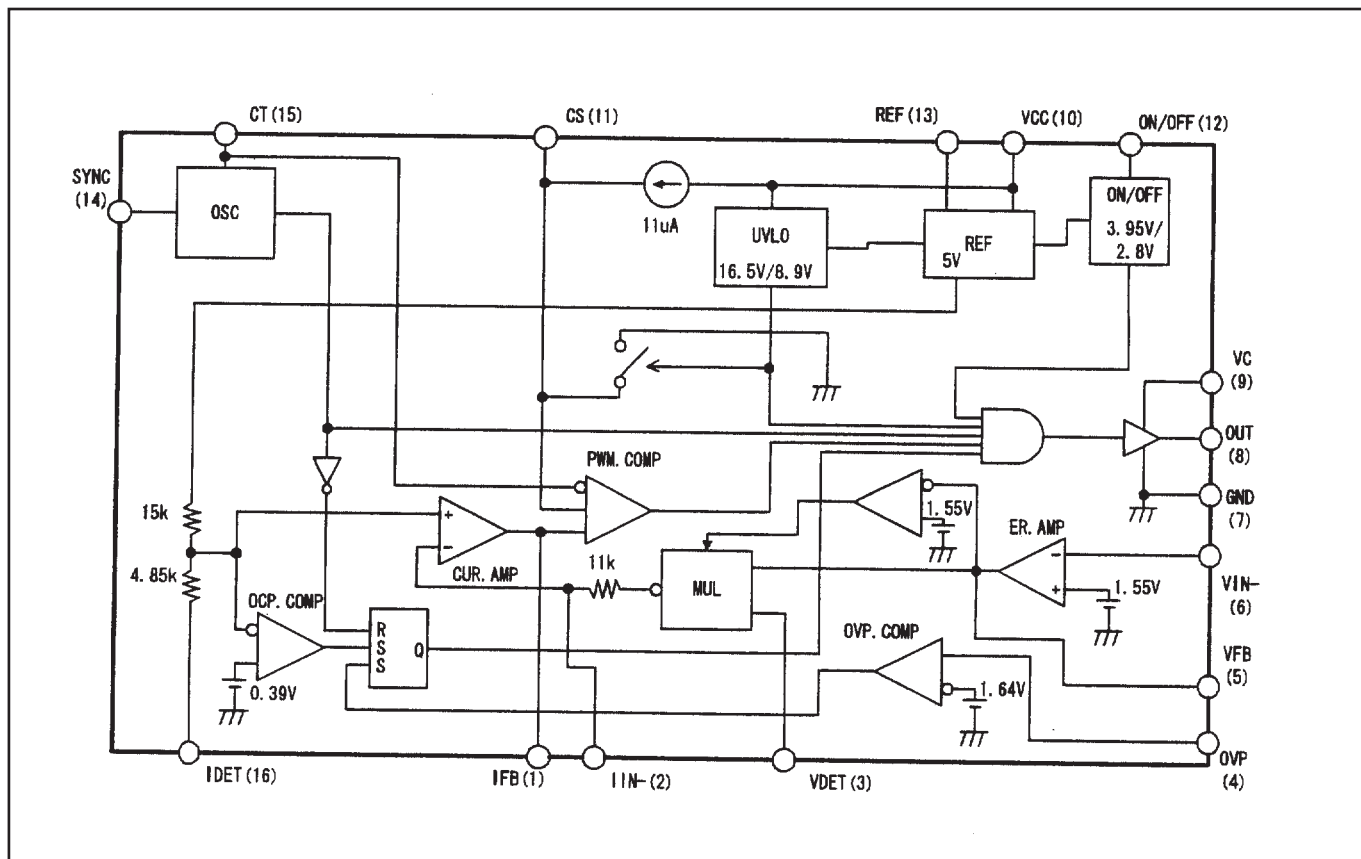 CT (15)
CS (11)
REF (13)
VCC (10)
ON/OFF (12)
SYNC
(14)
OSC
11uA
UVLO
16.5V/8.9V
REF
5V
ON/OFF
3.95V/
2.8V
VC
(9)
OUT
(8)
GND
(7)
PWM.COMP
15k
4.85k
+
−
CUR.AMP
11k
MUL
1.55V
ER.AMP
−
+
1.55V
VIN-
(6)
OCP.COMP
0.39V
R
S
S
Q
OVP.COMP
1.64V
VFB
(5)
OVP
(4)
IDET (16)
IFB (1)
IIN- (2)
VDET (3)